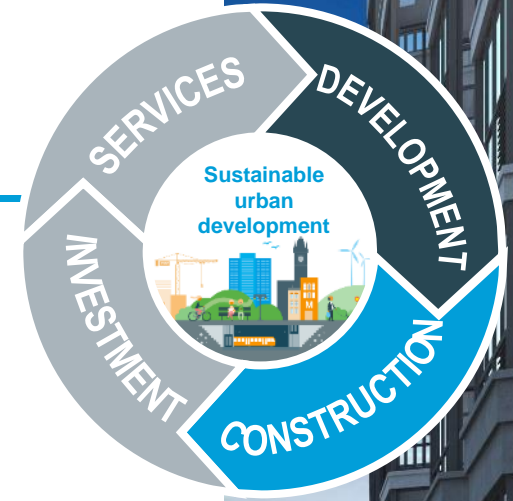 SERVICES
DEVELOPMENT
Sustainable
urban
development
INVESTMENT
CONSTRUCTION
M